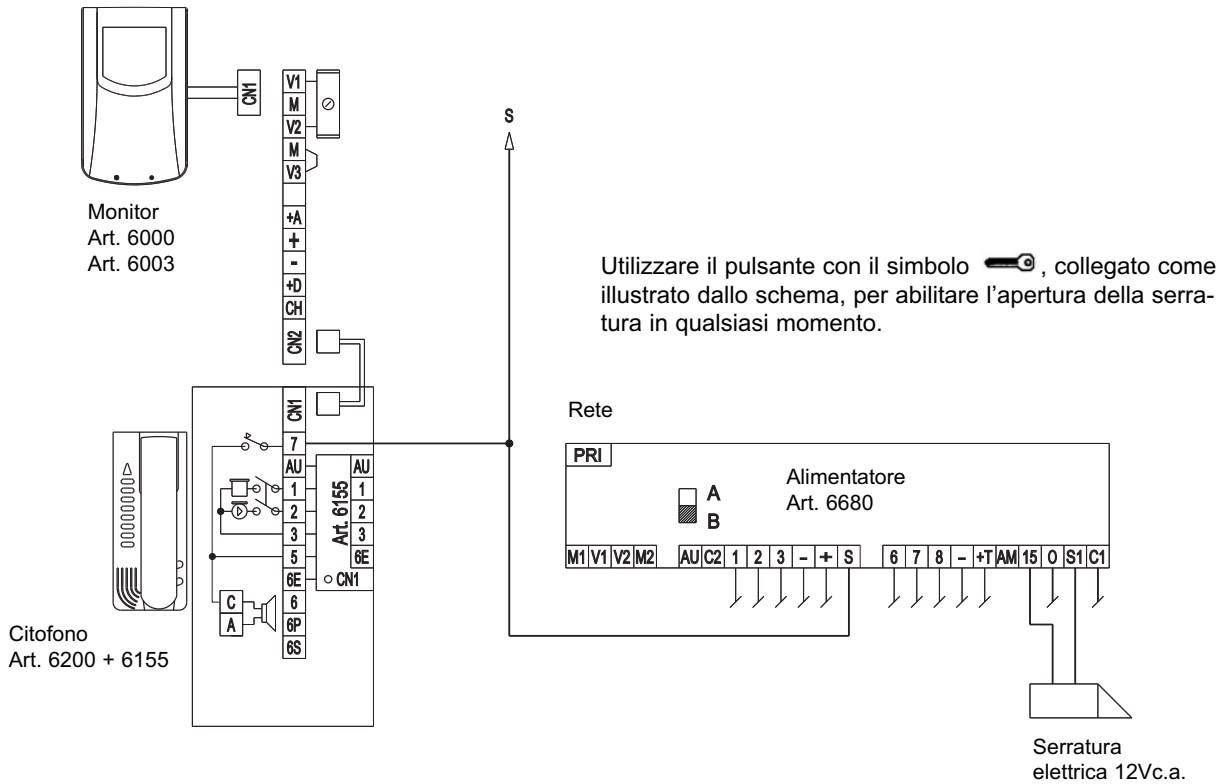 CN1
V1
M
V2
M
V3
+A
+
-
+D
CH
CN2
S
Monitor
Art. 6000
Art. 6003
Utilizzare il pulsante con il simbolo , collegato come
illustrato dallo schema, per abilitare l'apertura della serra-
tura in qualsiasi momento.
CN1
7
AU
1
2
3
5
6E
6
6P
6S
Art. 6155
AU
1
2
3
6E
CN1
C
A
Citofono
Art. 6200 + 6155
Rete
PRI
A
B
Alimentatore
Art. 6680
M1 V1 V2 M2 AU C2 1 2 3 – + S 6 7 8 – +T AM 15 0 S1 C1
Serratura
elettrica 12Vc.a.